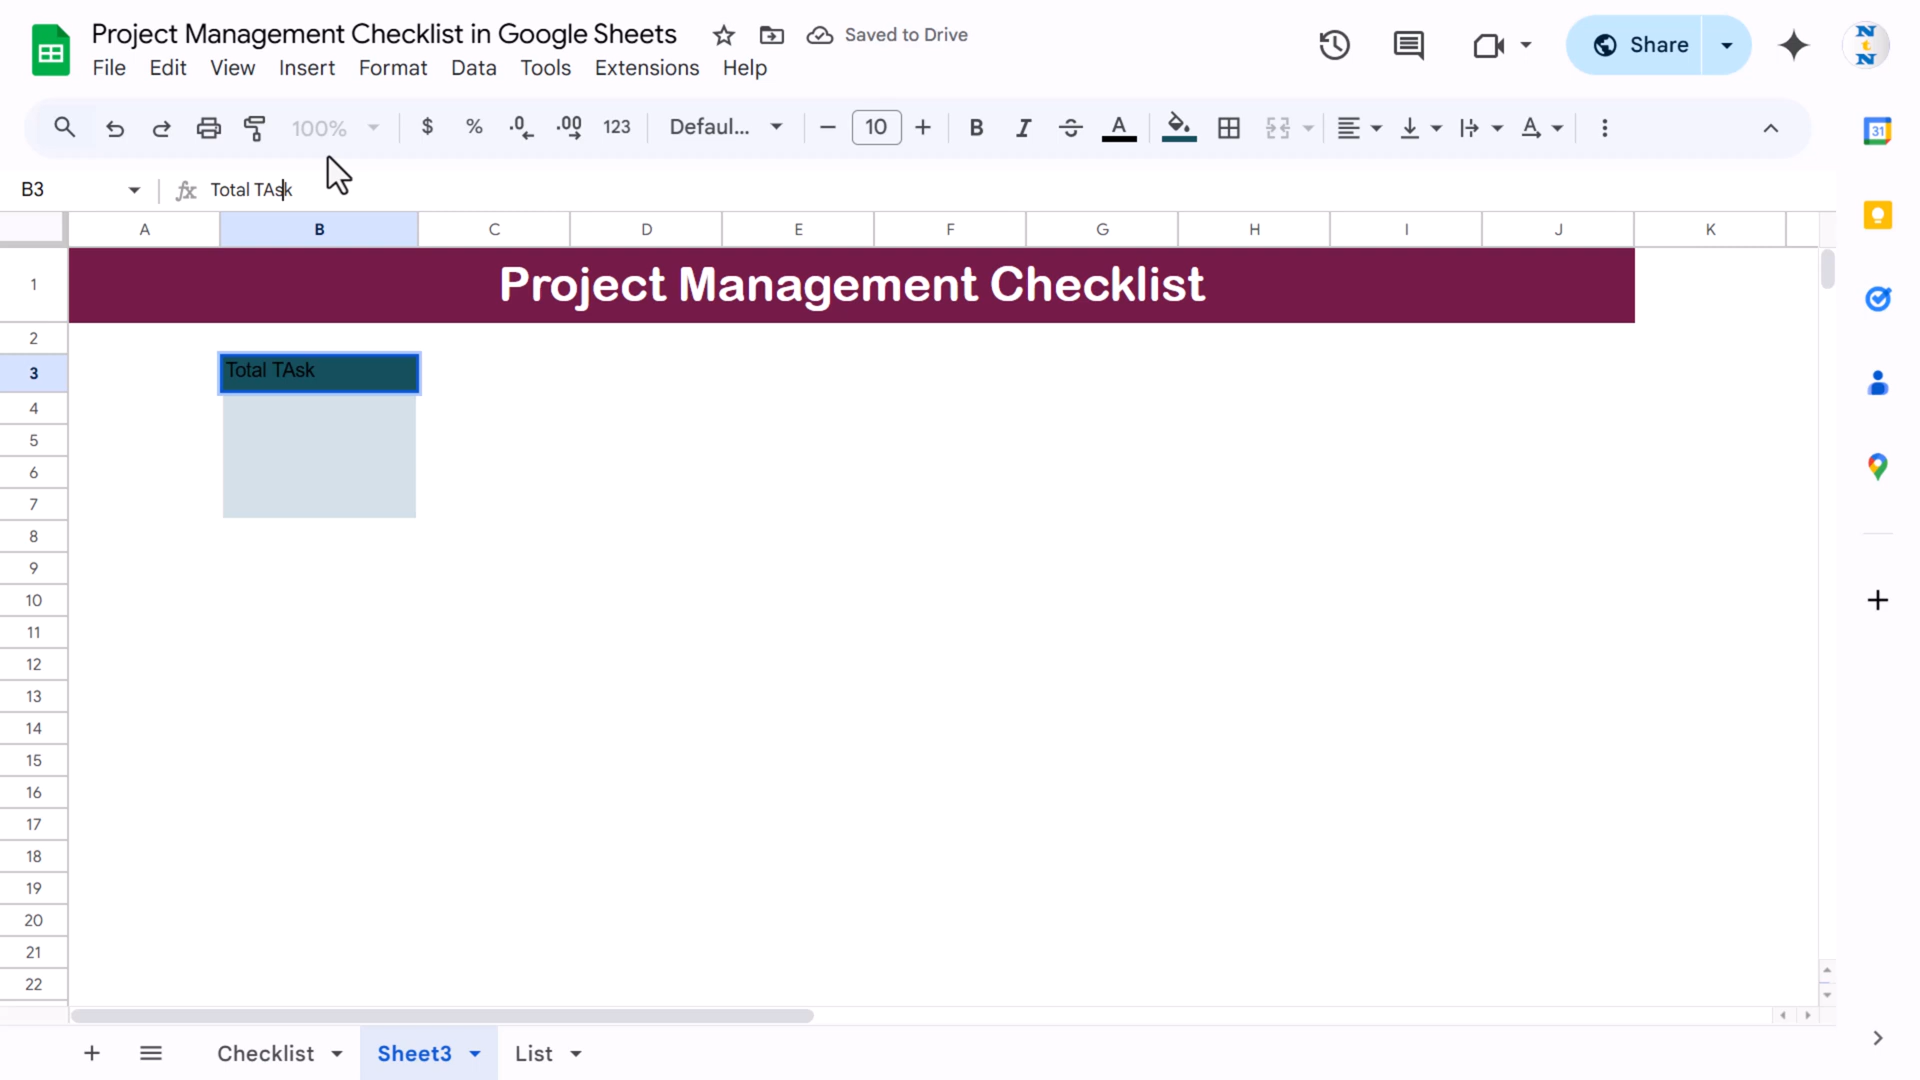 Project Management Checklist in Google Sheets
Saved to Drive
File Edit View Insert Format Data Tools Extensions Help
Share
100% $ % .0 .00 123 Defaul... 10 B I S A A
31
N
t
N
B3 fx Total TAsk
A B C D E F G H I J K
1 Project Management Checklist
2
3 Total TAsk
4
5
6
7
8
9
10
11
12
13
14
15
16
17
18
19
20
21
22
Checklist Sheet3 List